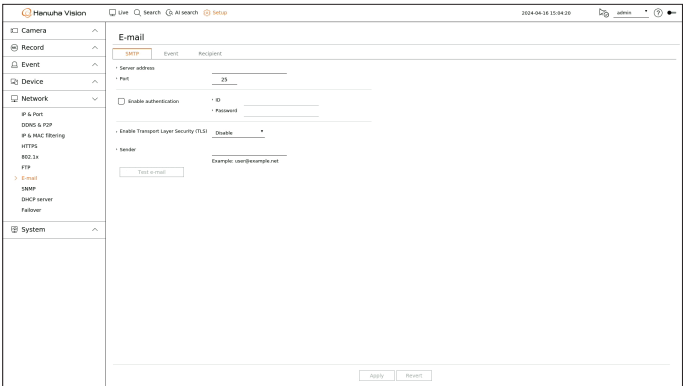 Hanwha Vision
Live Search AI search Setup
2024-04-16 15:04:20
admin
Camera
Record
Event
Device
Network
IP & Port
DDNS & P2P
IP & MAC filtering
HTTPS
802.1x
FTP
E-mail
SNMP
DHCP server
Failover
System
E-mail
SMTP Event Recipient
Server address
Port 25
Enable authentication
ID
Password
Enable Transport Layer Security (TLS) Disable
Sender
Example: user@example.net
Test e-mail
Apply Revert